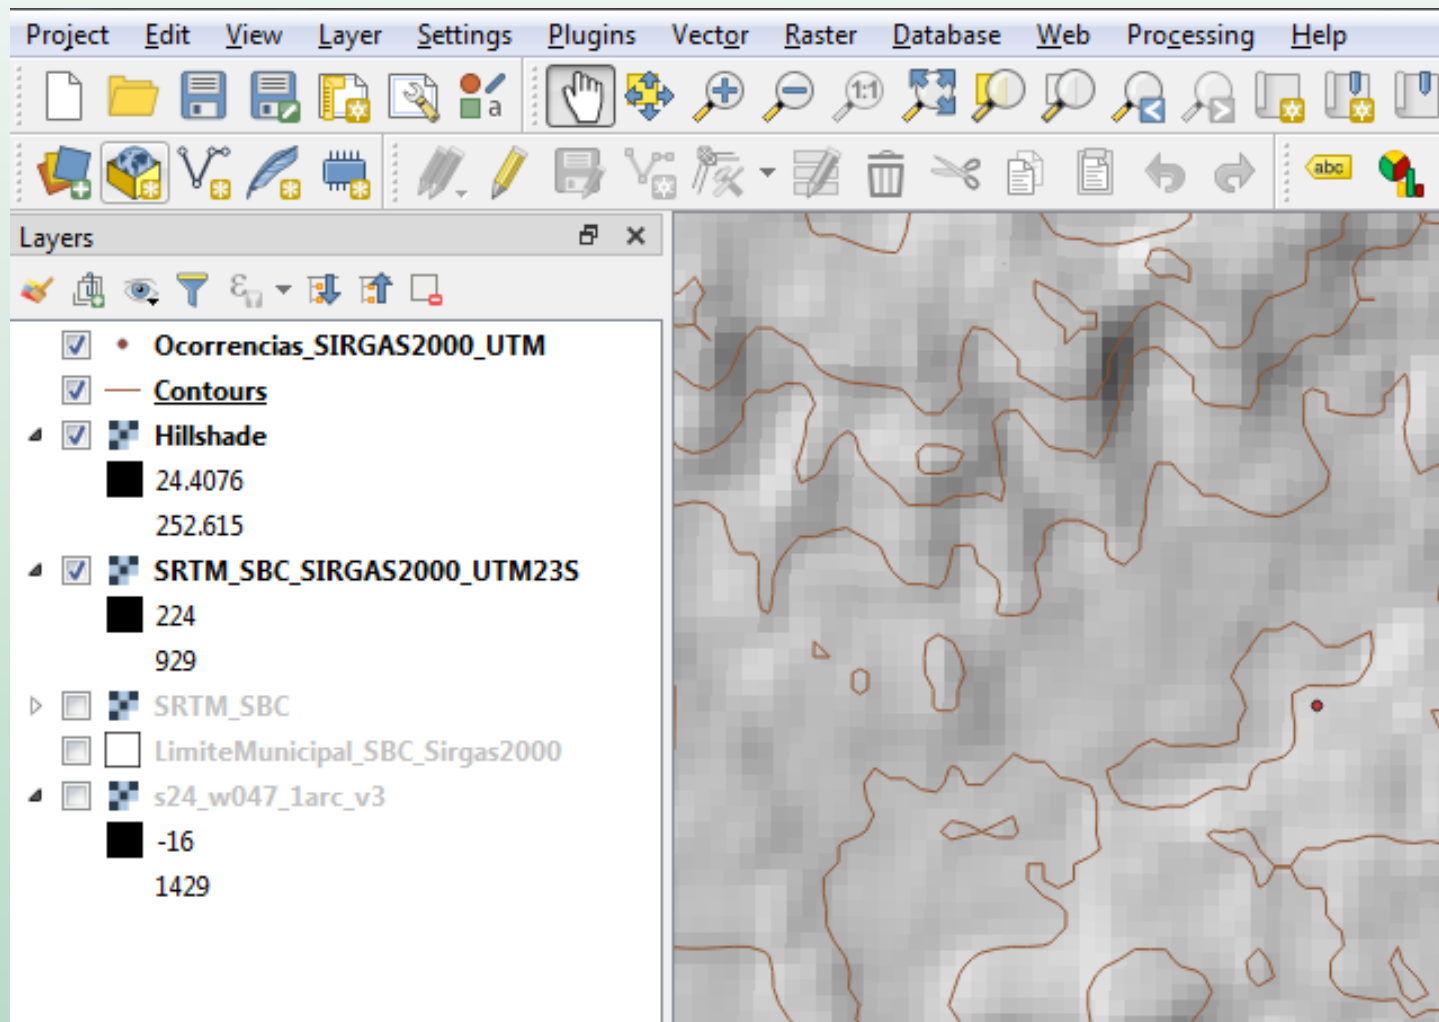 Project Edit View Layer Settings Plugins Vector Raster Database Web Processing Help
a 1:1
abc
Layers
ε
Ocorrencias_SIRGAS2000_UTM
Contours
Hillshade
24.4076
252.615
SRTM_SBC_SIRGAS2000_UTM23S
224
929
SRTM_SBC
LimiteMunicipal_SBC_Sirgas2000
s24_w047_1arc_v3
-16
1429